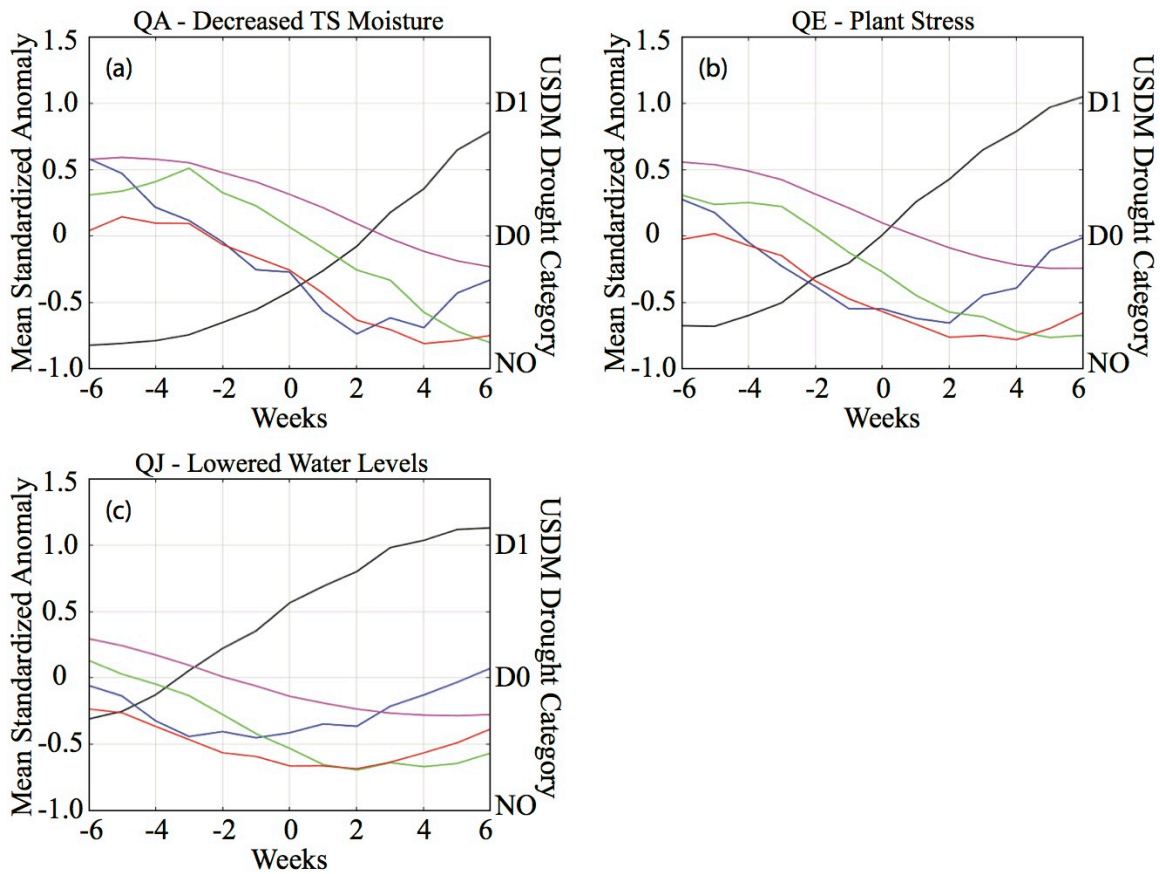 QA - Decreased TS Moisture
(a)
Mean Standardized Anomaly
1.5
1.0
0.5
0
-0.5
-1.0
D1
D0
NO
USDM Drought Category
-6 -4 -2 0 2 4 6
Weeks
QE - Plant Stress
(b)
Mean Standardized Anomaly
1.5
1.0
0.5
0
-0.5
-1.0
D1
D0
NO
USDM Drought Category
-6 -4 -2 0 2 4 6
Weeks
QJ - Lowered Water Levels
(c)
Mean Standardized Anomaly
1.5
1.0
0.5
0
-0.5
-1.0
D1
D0
NO
USDM Drought Category
-6 -4 -2 0 2 4 6
Weeks